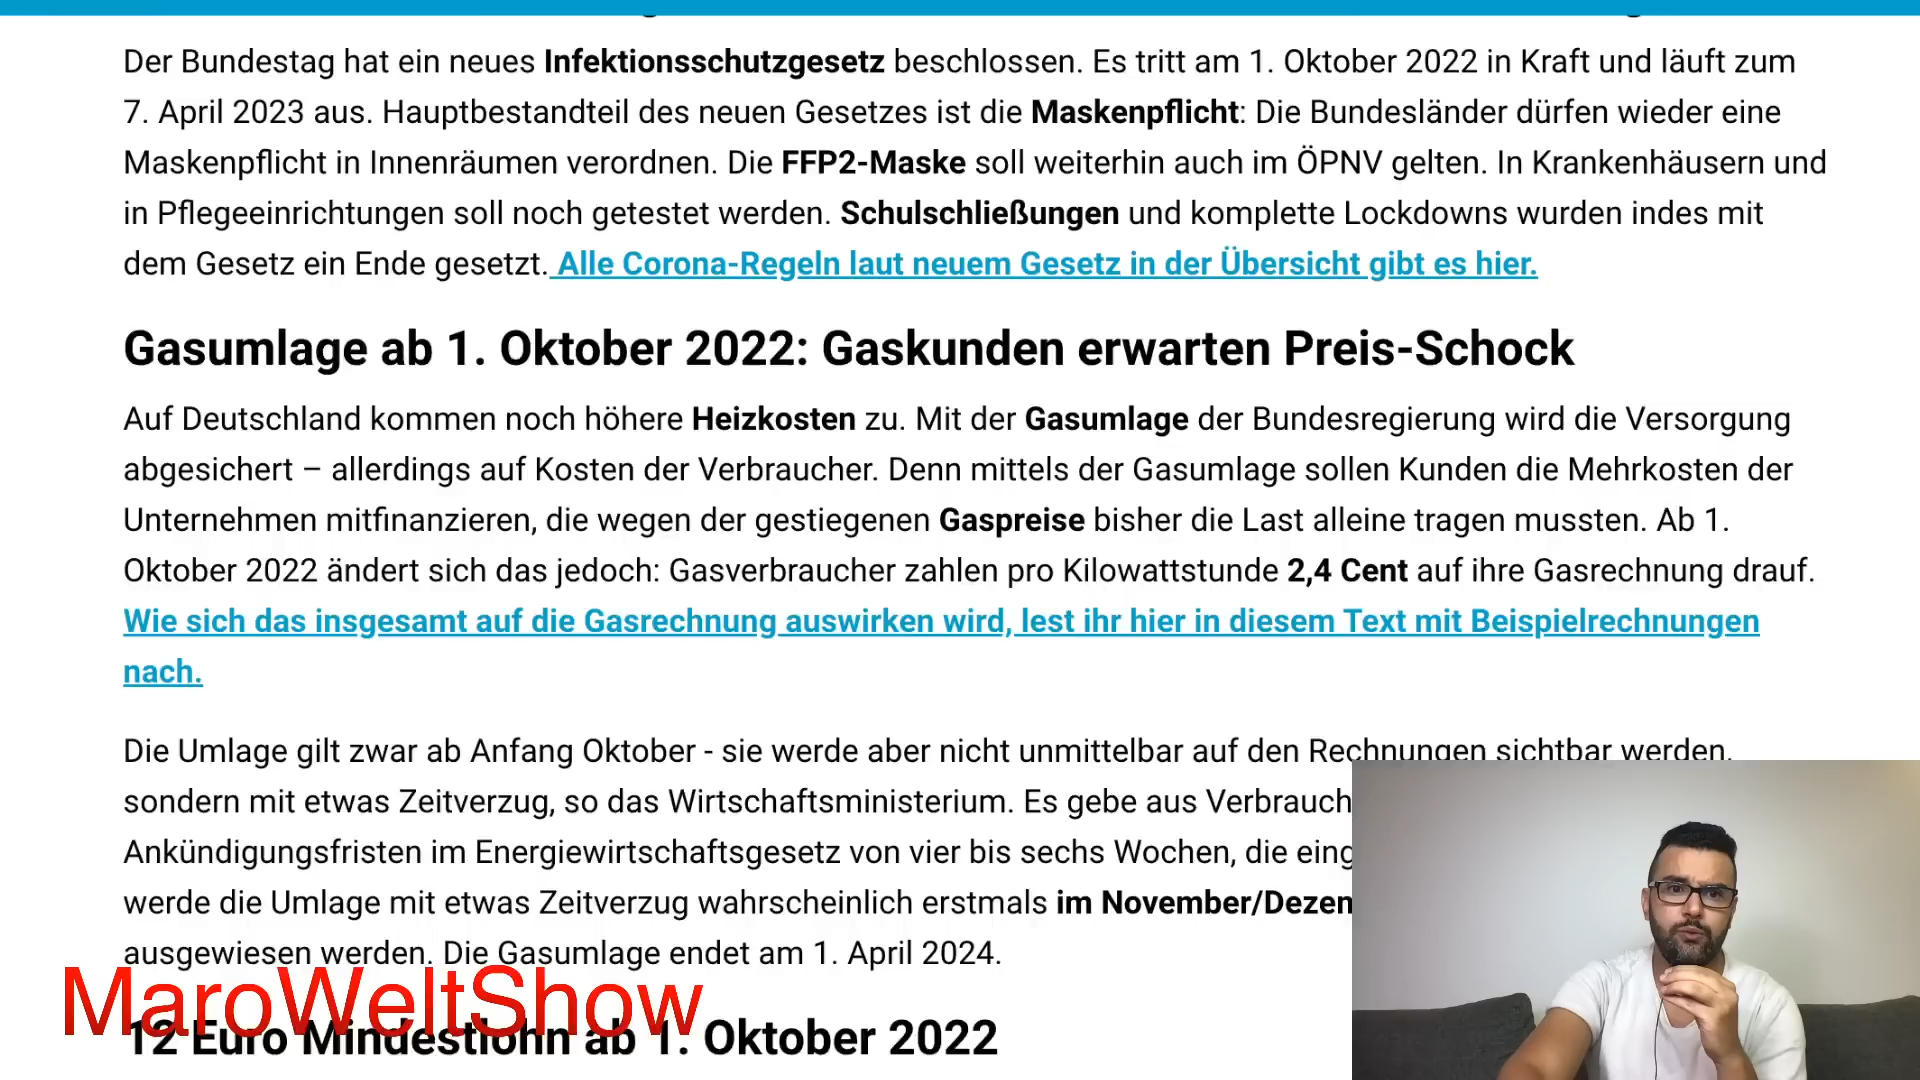 Der Bundestag hat ein neues Infektionsschutzgesetz beschlossen. Es tritt am 1. Oktober 2022 in Kraft und läuft zum
7. April 2023 aus. Hauptbestandteil des neuen Gesetzes ist die Maskenpflicht: Die Bundesländer dürfen wieder eine
Maskenpflicht in Innenräumen verordnen. Die FFP2-Maske soll weiterhin auch im ÖPNV gelten. In Krankenhäusern und
in Pflegeeinrichtungen soll noch getestet werden. Schulschließungen und komplette Lockdowns wurden indes mit
dem Gesetz ein Ende gesetzt. Alle Corona-Regeln laut neuem Gesetz in der Übersicht gibt es hier.
Gasumlage ab 1. Oktober 2022: Gaskunden erwarten Preis-Schock
Auf Deutschland kommen noch höhere Heizkosten zu. Mit der Gasumlage der Bundesregierung wird die Versorgung
abgesichert – allerdings auf Kosten der Verbraucher. Denn mittels der Gasumlage sollen Kunden die Mehrkosten der
Unternehmen mitfinanzieren, die wegen der gestiegenen Gaspreise bisher die Last alleine tragen mussten. Ab 1.
Oktober 2022 ändert sich das jedoch: Gasverbraucher zahlen pro Kilowattstunde 2,4 Cent auf ihre Gasrechnung drauf.
Wie sich das insgesamt auf die Gasrechnung auswirken wird, lest ihr hier in diesem Text mit Beispielrechnungen
nach.
Die Umlage gilt zwar ab Anfang Oktober - sie werde aber nicht unmittelbar auf den Rechnungen sichtbar werden,
sondern mit etwas Zeitverzug, so das Wirtschaftsministerium. Es gebe aus Verbrauch
Ankündigungsfristen im Energiewirtschaftsgesetz von vier bis sechs Wochen, die eing
werde die Umlage mit etwas Zeitverzug wahrscheinlich erstmals im November/Dezem
ausgewiesen werden. Die Gasumlage endet am 1. April 2024.
MaroWeltShow
12 Euro Mindestlohn ab 1. Oktober 2022